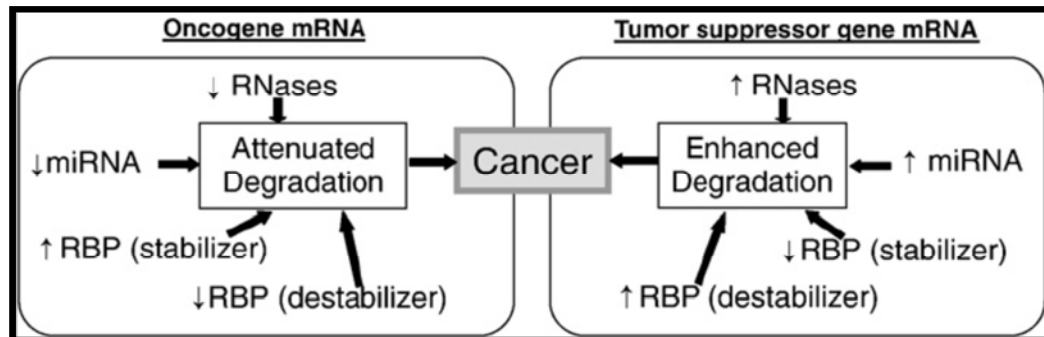 Oncogene mRNA
↓ RNases
↓miRNA
Attenuated
Degradation
↑ RBP (stabilizer)
↓RBP (destabilizer)
Cancer
Tumor suppressor gene mRNA
↑ RNases
Enhanced
Degradation
↑ miRNA
↓ RBP (stabilizer)
↑RBP (destabilizer)